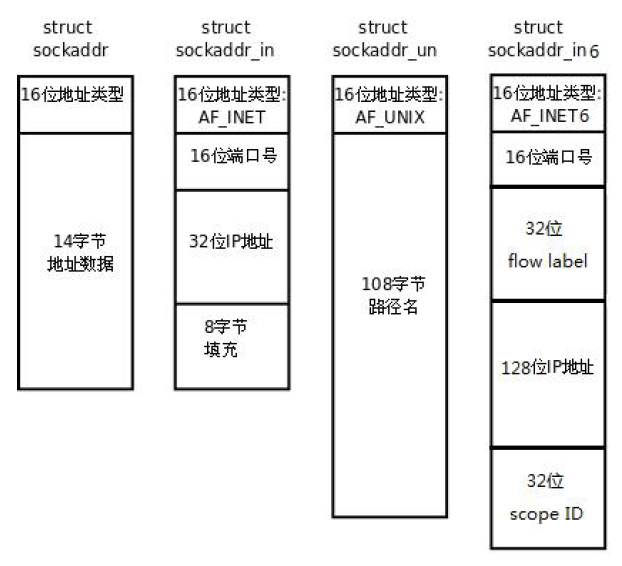 struct
sockaddr
16位地址类型
14字节
地址数据
struct
sockaddr_in
16位地址类型:
AF_INET
16位端口号
32位IP地址
8字节
填充
struct
sockaddr_un
16位地址类型:
AF_UNIX
108字节
路径名
struct
sockaddr_in6
16位地址类型:
AF_INET6
16位端口号
32位
flow label
128位IP地址
32位
scope ID